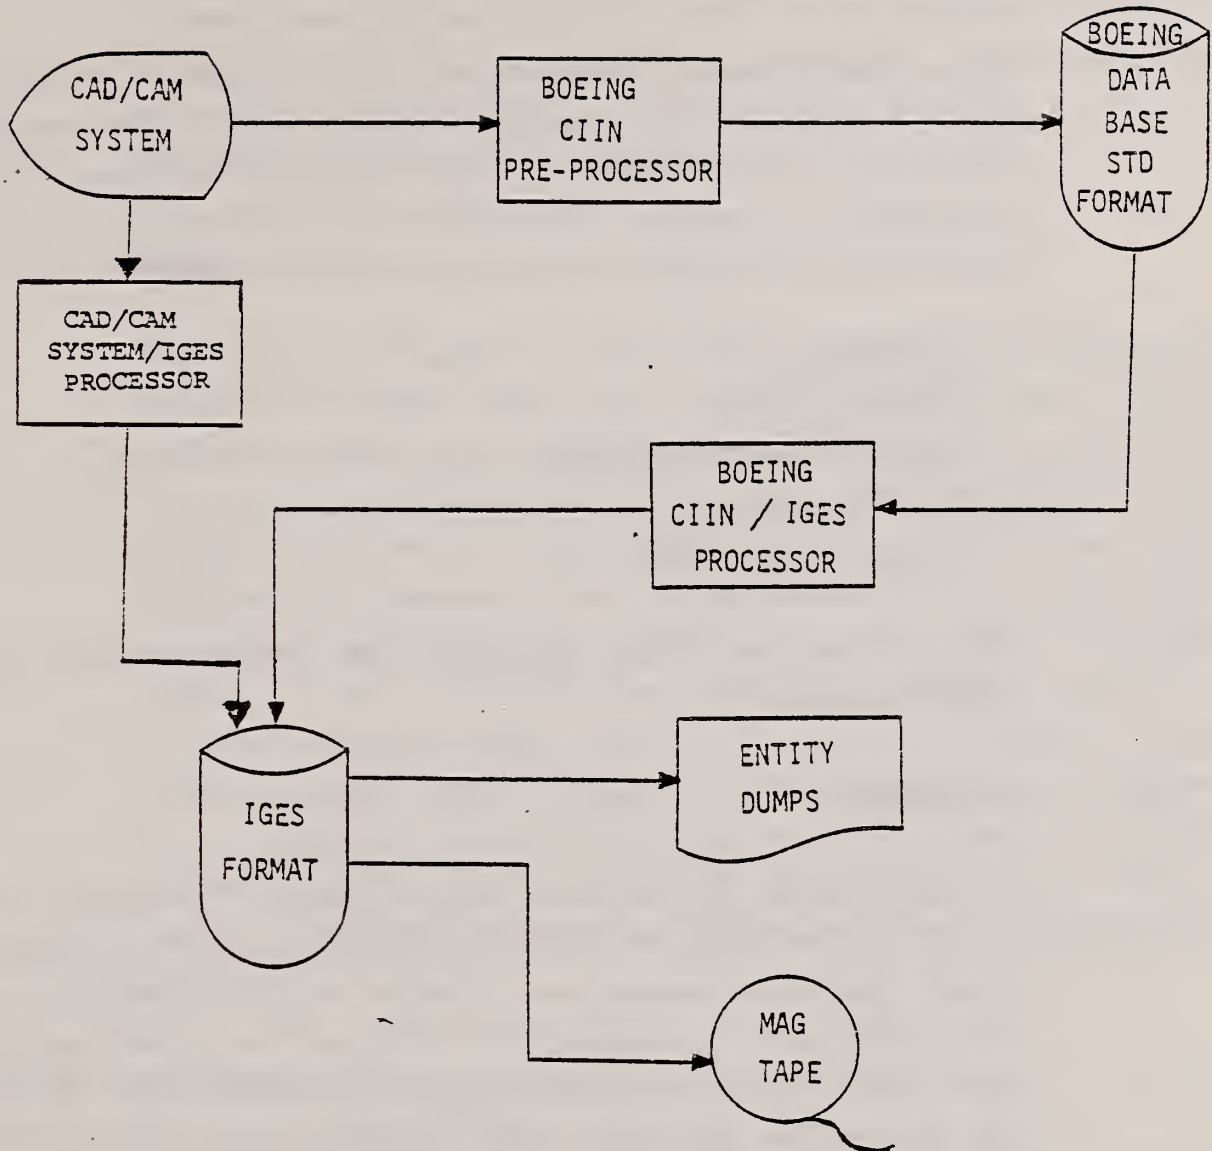 CAD/CAM
SYSTEM
BOEING
CIIN
PRE-PROCESSOR
BOEING
DATA
BASE
STD
FORMAT
CAD/CAM
SYSTEM/IGES
PROCESSOR
BOEING
CIIN / IGES
PROCESSOR
IGES
FORMAT
ENTITY
DUMPS
MAG
TAPE